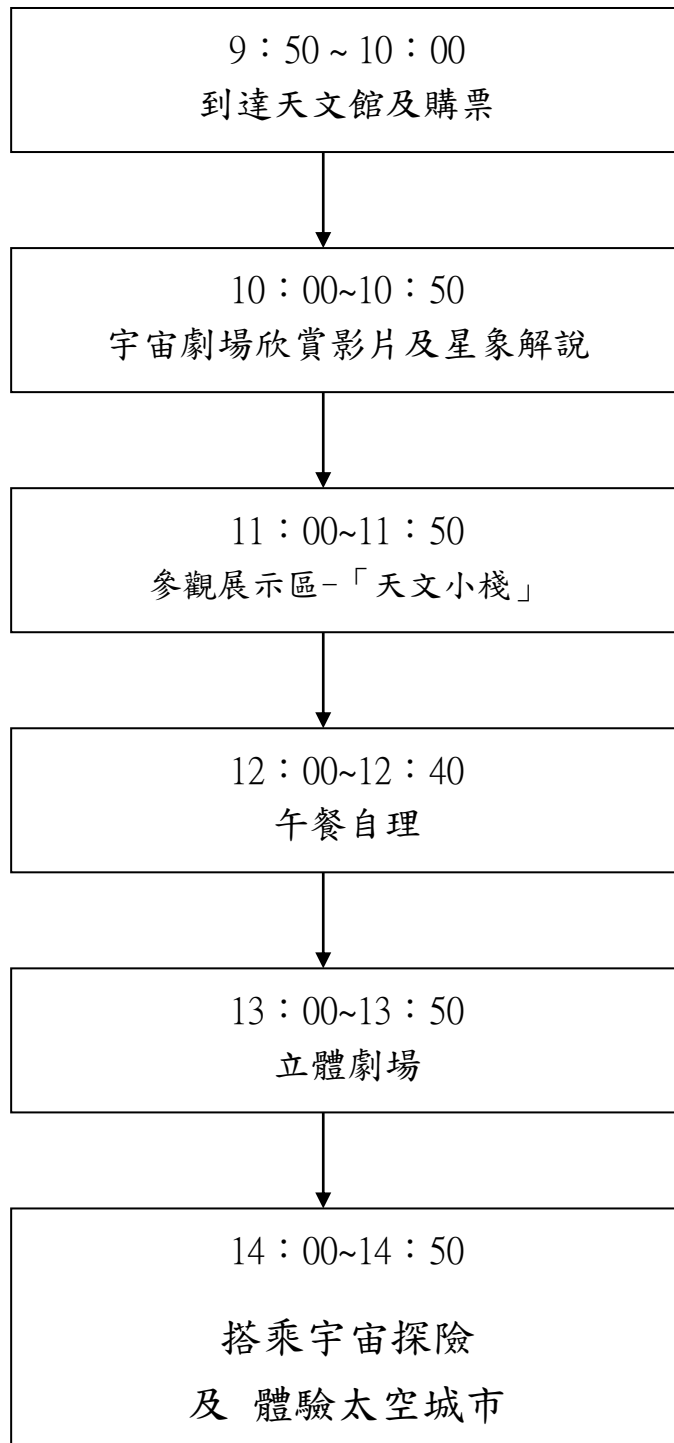 9：50 ~ 10：00
到達天文館及購票
10：00~10：50
宇宙劇場欣賞影片及星象解說
11：00~11：50
參觀展示區-「天文小棧」
12：00~12：40
午餐自理
13：00~13：50
立體劇場
14：00~14：50
搭乘宇宙探險
及 體驗太空城市